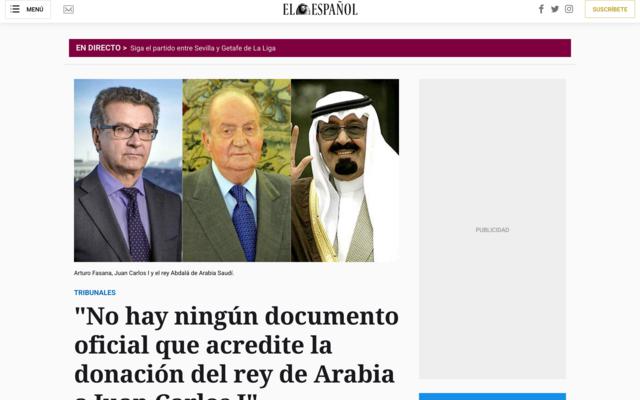 MENÚ
EL ESPAÑOL
SUSCRÍBETE
EN DIRECTO > Siga el partido entre Sevilla y Getafe de La Liga
Arturo Fasana, Juan Carlos I y el rey Abdalá de Arabia Saudí.
PUBLICIDAD
TRIBUNALES
"No hay ningún documento
oficial que acredite la
donación del rey de Arabia
a Juan Carlos I"